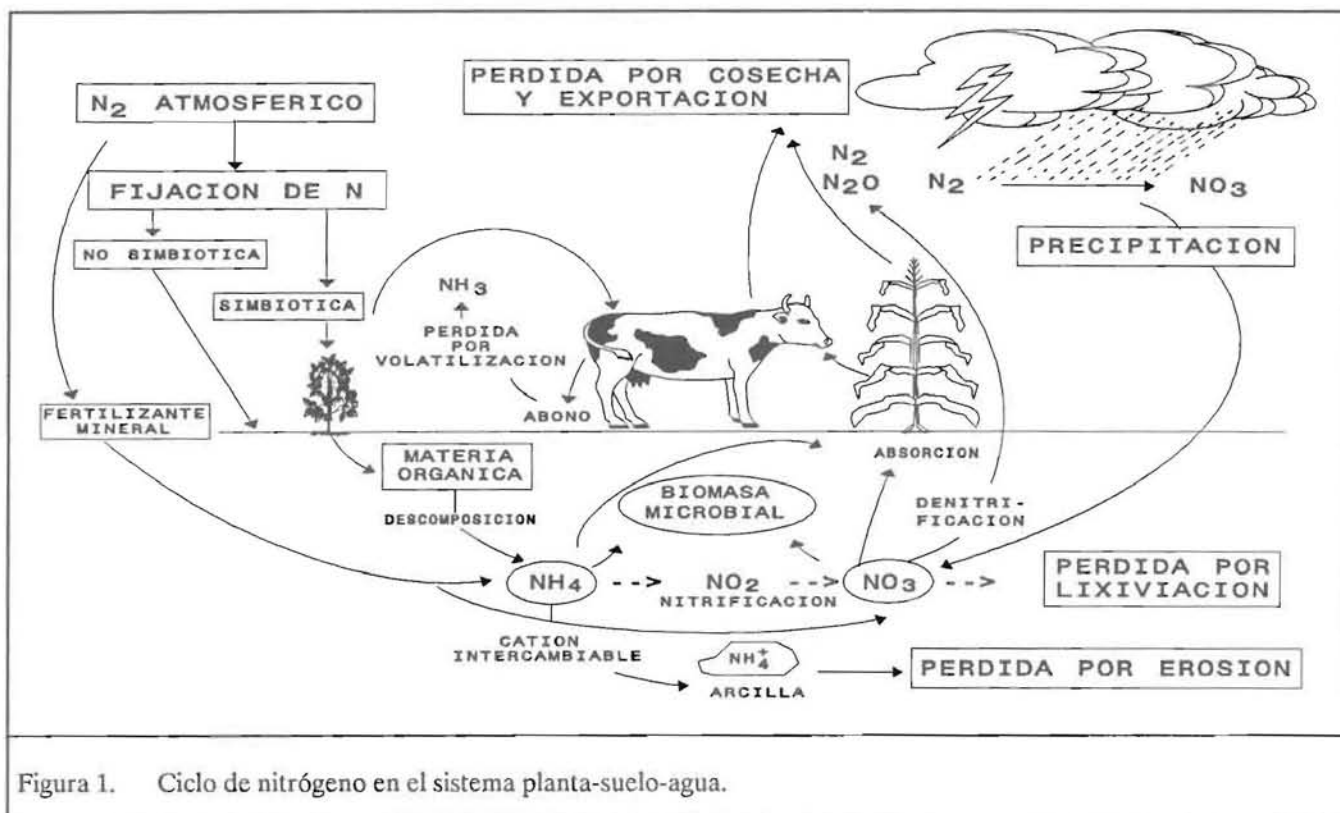 N2 ATMOSFERICO
FIJACION DE N
NO SIMBIOTICA
SIMBIOTICA
FERTILIZANTE
MINERAL
PERDIDA POR COSECHA
Y EXPORTACION
N2
N2O
N2
NO3
PRECIPITACION
NH3
PERDIDA
POR
VOLATILIZACION
ABONO
MATERIA
ORGANICA
DESCOMPOSICION
BIOMASA
MICROBIAL
ABSORCION
DENITRI-
FICACION
NH4
NO2
NITRIFICACION
NO3
PERDIDA POR
LIXIVIACION
CATION
INTERCAMBIABLE
NH4+
ARCILLA
PERDIDA POR EROSION
Figura 1. Ciclo de nitrógeno en el sistema planta-suelo-agua.